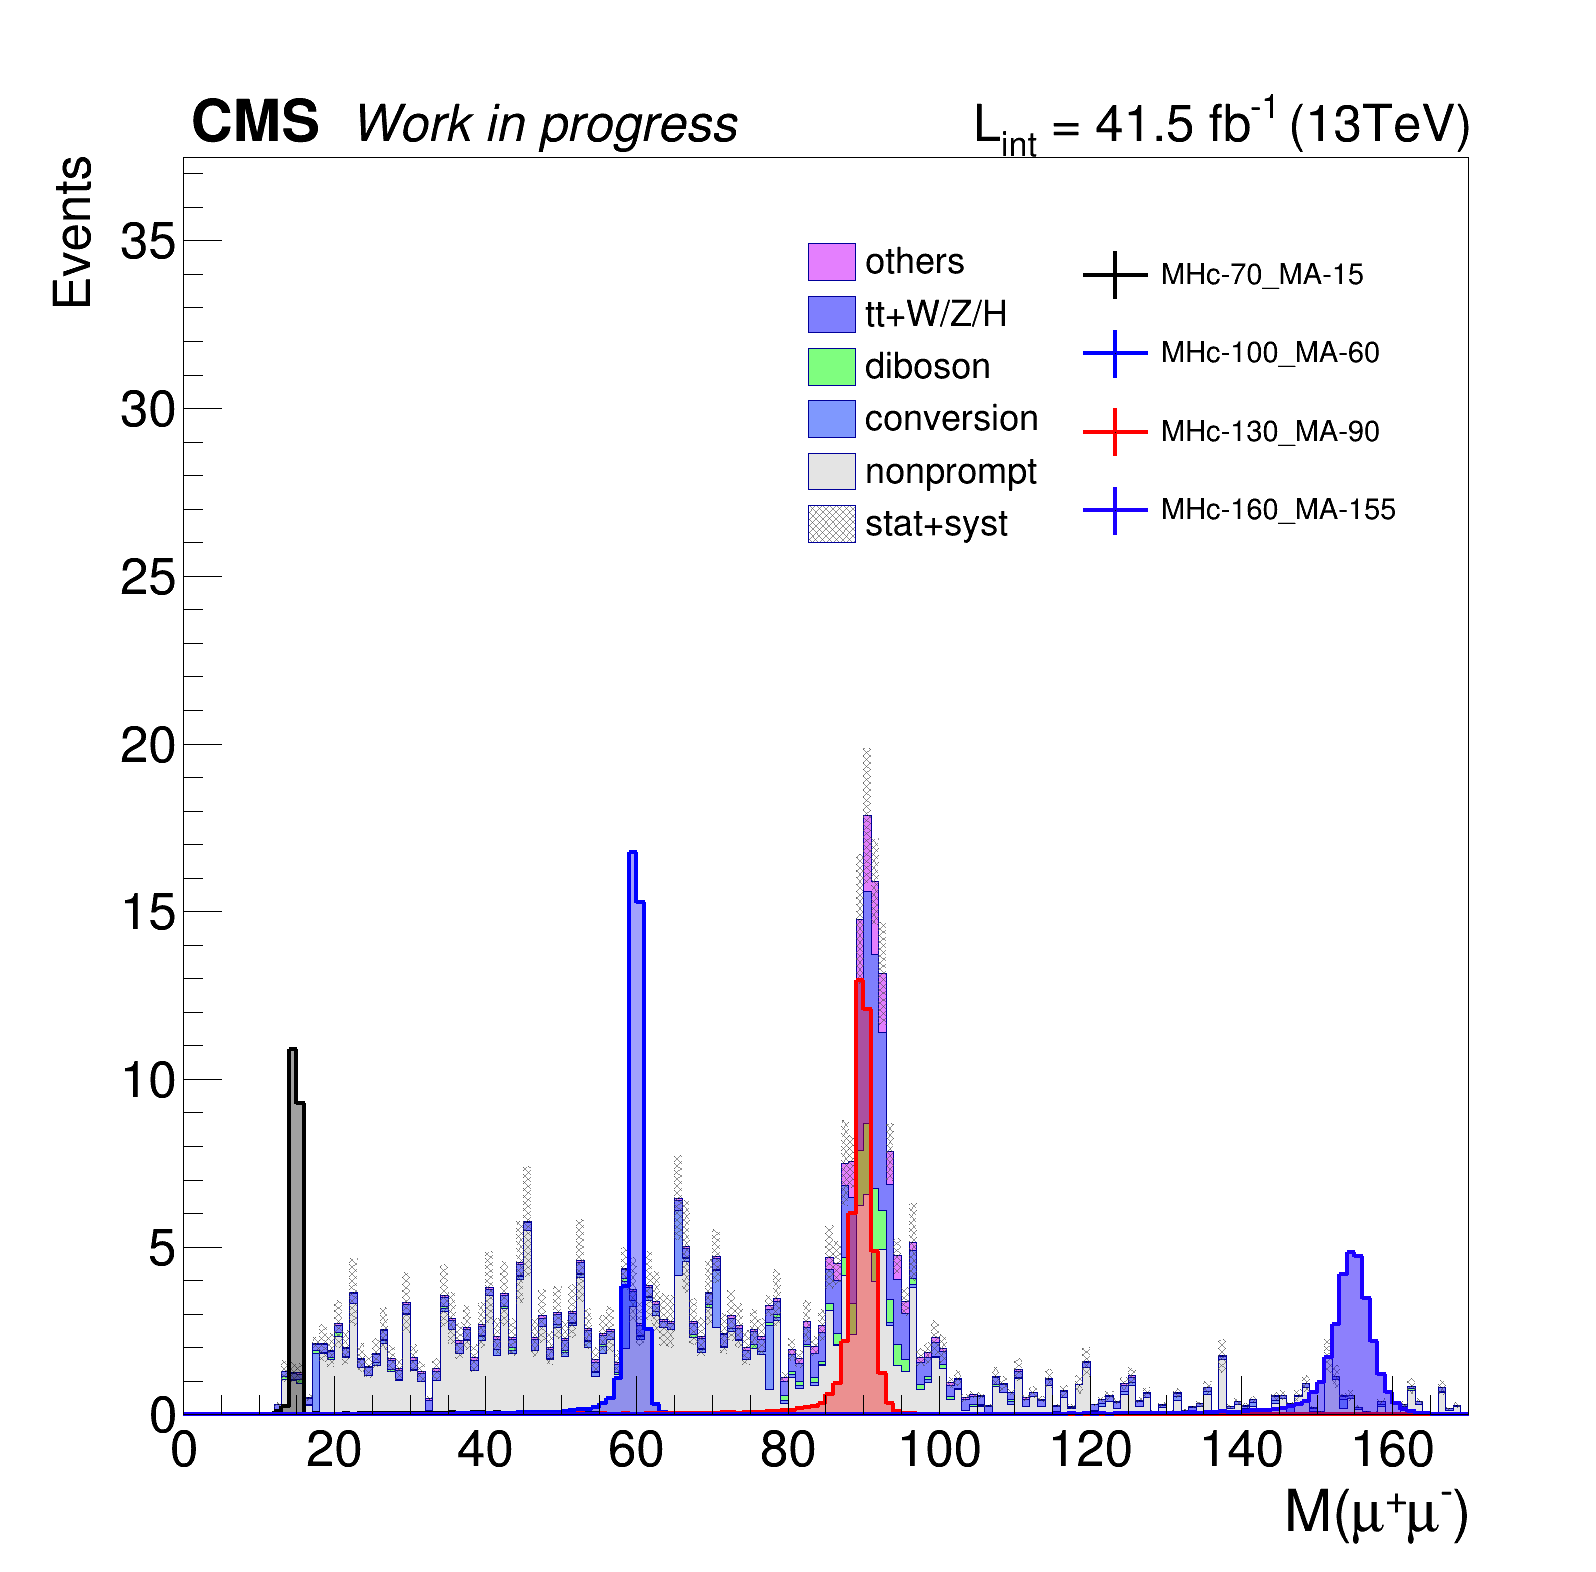 CMS Work in progress L_int = 41.5 fb⁻¹ (13TeV)
Events
35
30
25
20
15
10
5
0
others
tt+W/Z/H
diboson
conversion
nonprompt
stat+syst
MHc-70_MA-15
MHc-100_MA-60
MHc-130_MA-90
MHc-160_MA-155
0 20 40 60 80 100 120 140 160
M(μ⁺μ⁻)